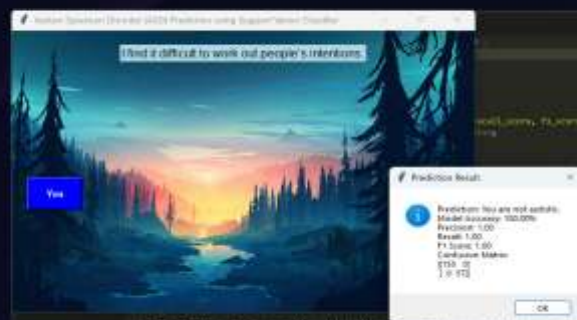 Autism Spectrum Disorder (ASD) Prediction using Support Vector Classifier
I find it difficult to work out people's intentions.
Yes
Prediction Result
Prediction: You are not autistic.
Model Accuracy: 100.00%
Precision: 1.00
Recall: 1.00
F1 Score: 1.00
Confusion Matrix:
OK